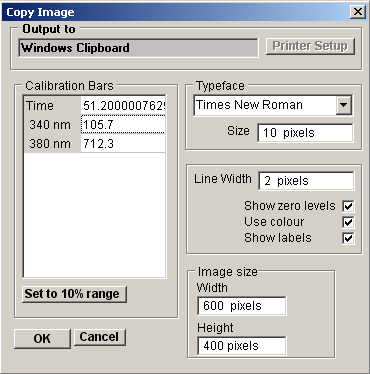 Copy Image
Output to
Windows Clipboard
Printer Setup
Calibration Bars
Time 51.2000007629
340 nm 105.7
380 nm 712.3
Set to 10% range
OK
Cancel
Typeface
Times New Roman
Size 10 pixels
Line Width 2 pixels
Show zero levels
Use colour
Show labels
Image size
Width
600 pixels
Height
400 pixels